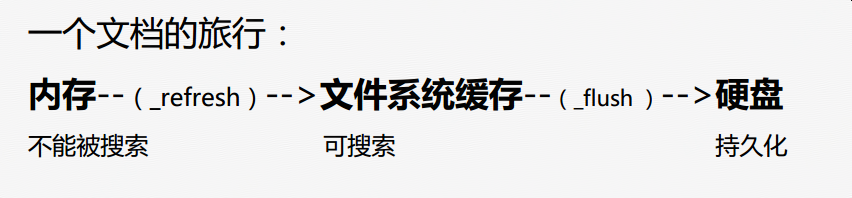 一个文档的旅行：
内存--（_refresh）-->文件系统缓存--（_flush ）-->硬盘
不能被搜索 可搜索 持久化